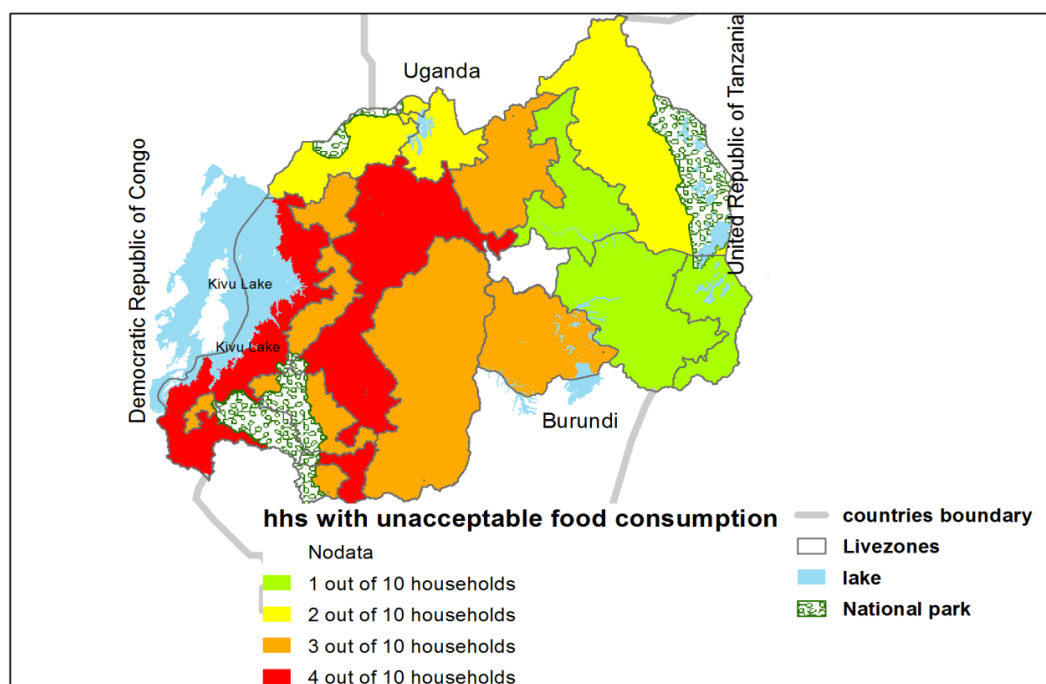 Uganda
United Republic of Tanzania
Democratic Republic of Congo
Kivu Lake
Kivu Lake
Burundi
hhs with unacceptable food consumption
Nodata
1 out of 10 households
2 out of 10 households
3 out of 10 households
4 out of 10 households
countries boundary
Livezones
lake
National park